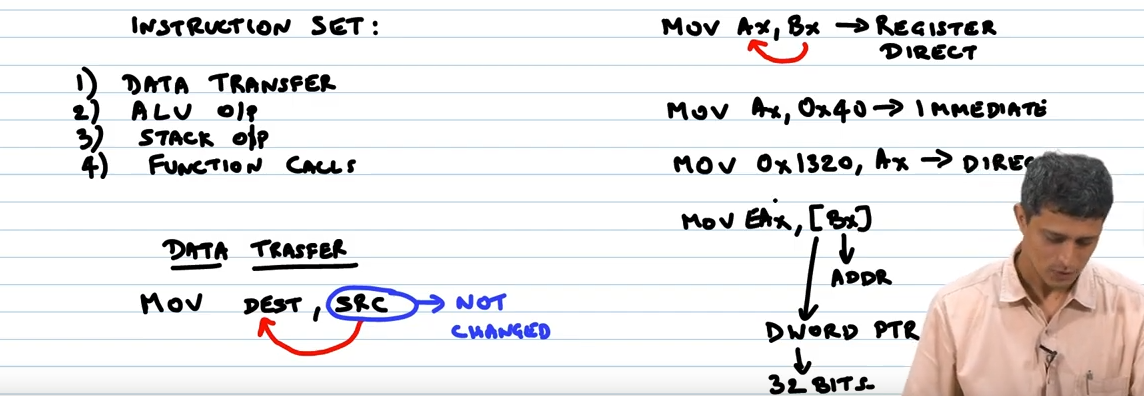 INSTRUCTION SET:
1) DATA TRANSFER
2) ALU O/P
3) STACK O/P
4) FUNCTION CALLS
DATA TRASFER
MOV DEST, SRC → NOT
CHANGED
MOV Ax, Bx → REGISTER
DIRECT
MOV Ax, 0x40 → IMMEDIATE
MOV 0x1320, Ax → DIREC
MOV EAx, [Bx]
ADDR
DWORD PTR
32 BITS